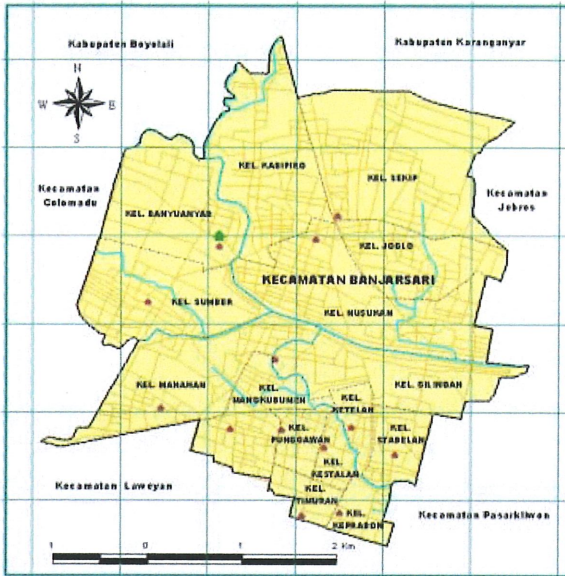 Kabupaten Boyolali
Kabupaten Karanganyar
N
W E
S
KEL. KADIPIRO
KEL. SEKIP
Kecamatan
Colomadu
Kecamatan
Jebres
KEL. BANYUANYAR
KEL. JOGLO
KECAMATAN BANJARSARI
KEL. SUMBER
KEL. NUSUKAN
KEL. MANAHAN
KEL.
MANGKUBUMEN
KEL. GILINGAN
KEL.
KETELAN
KEL.
PUNGGAWAN
KEL.
STABELAN
KEL.
KESTALAN
Kecamatan Laweyan
KEL.
TIMURAN
KEL.
KEPRABON
Kecamatan Pasarkliwon
1 0 1 2 Km